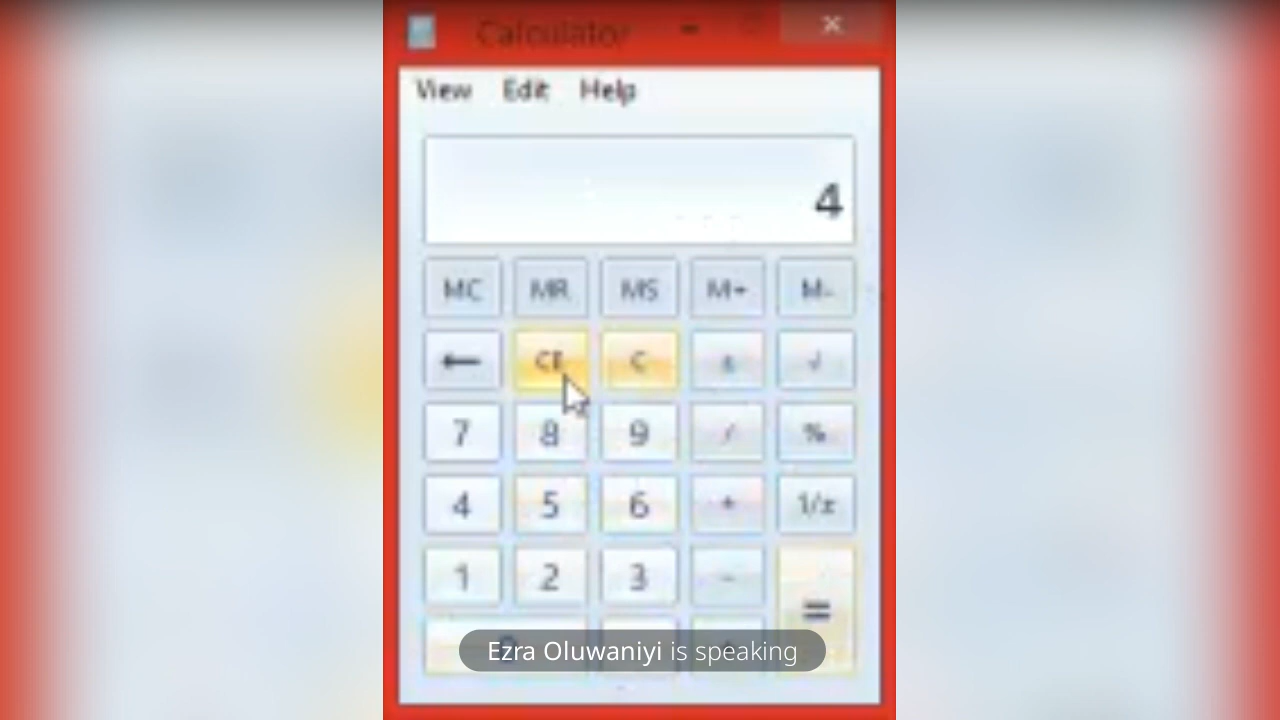 Calculator
View Edit Help
4
MC MR MS M+ M-
← CE C ± √
7 8 9 / %
4 5 6 * 1/x
1 2 3 - =
Ezra Oluwaniyi is speaking